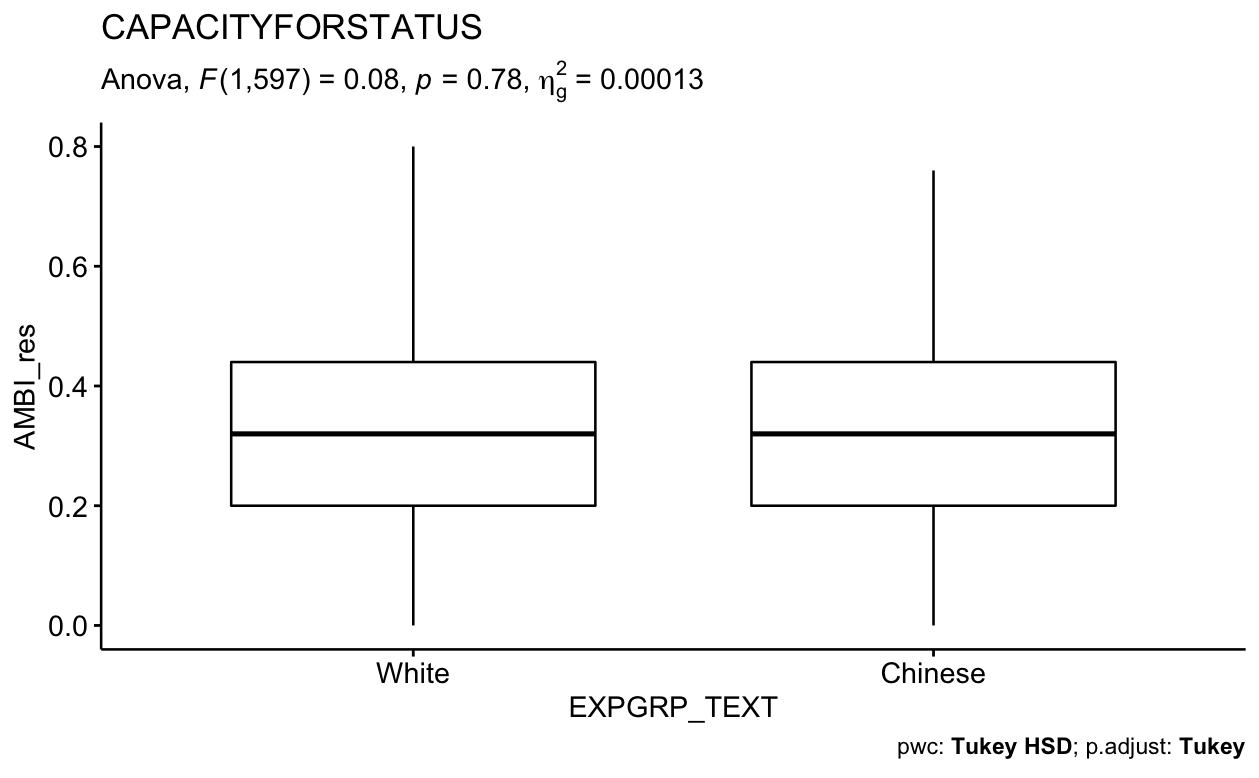 CAPACITYFORSTATUS
Anova, F(1,597) = 0.08, p = 0.78, η²g = 0.00013
0.8
0.6
0.4
0.2
0.0
AMBI_res
White Chinese
EXPGRP_TEXT
pwc: Tukey HSD; p.adjust: Tukey